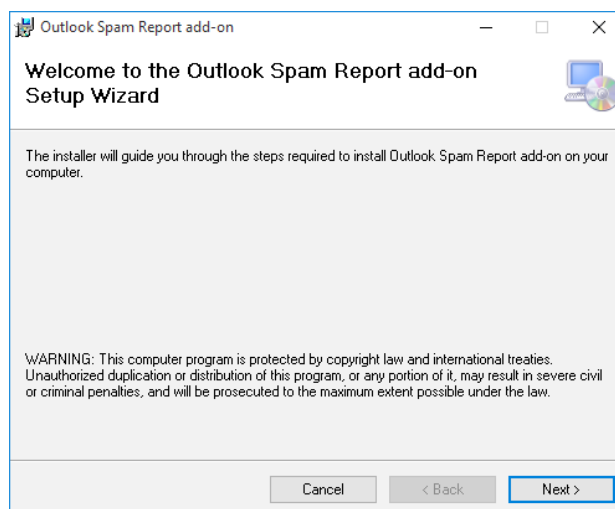 Outlook Spam Report add-on
Welcome to the Outlook Spam Report add-on
Setup Wizard
The installer will guide you through the steps required to install Outlook Spam Report add-on on your
computer.
WARNING: This computer program is protected by copyright law and international treaties.
Unauthorized duplication or distribution of this program, or any portion of it, may result in severe civil
or criminal penalties, and will be prosecuted to the maximum extent possible under the law.
Cancel
< Back
Next >